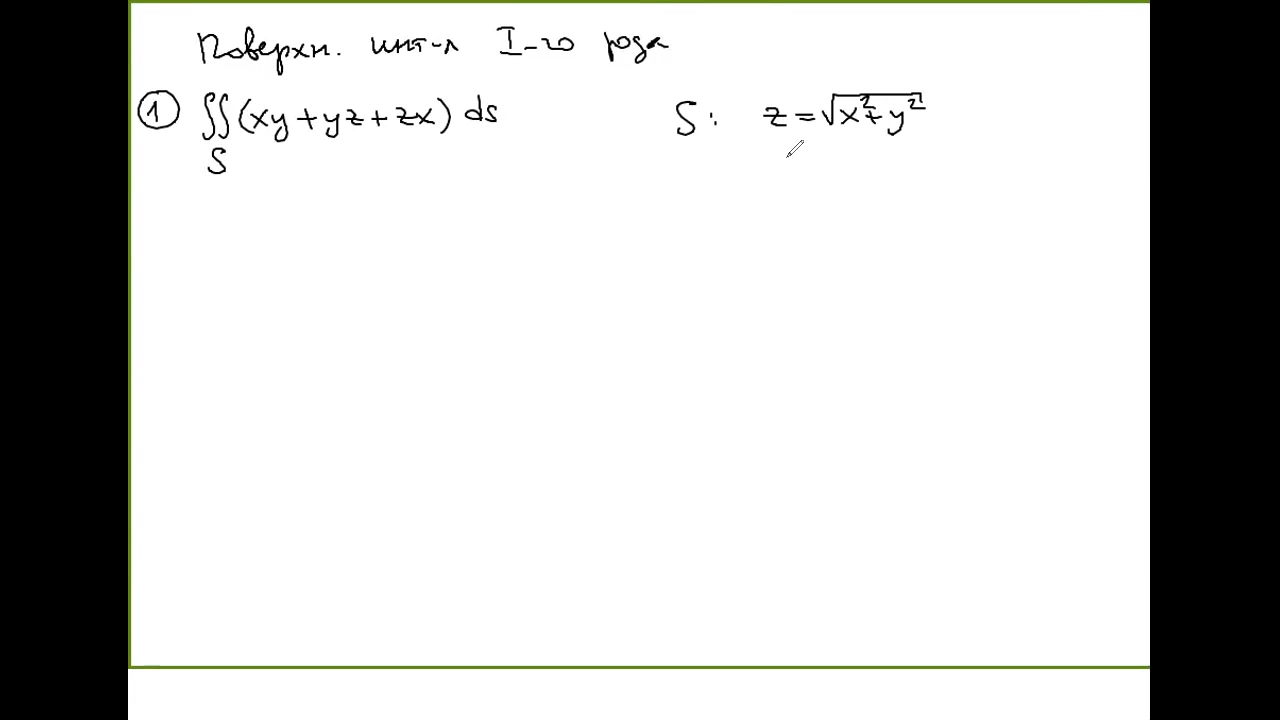 Поверхн. инт-л I-го рода
① ∬(xy + yz + zx) ds S: z = √x² + y²
S